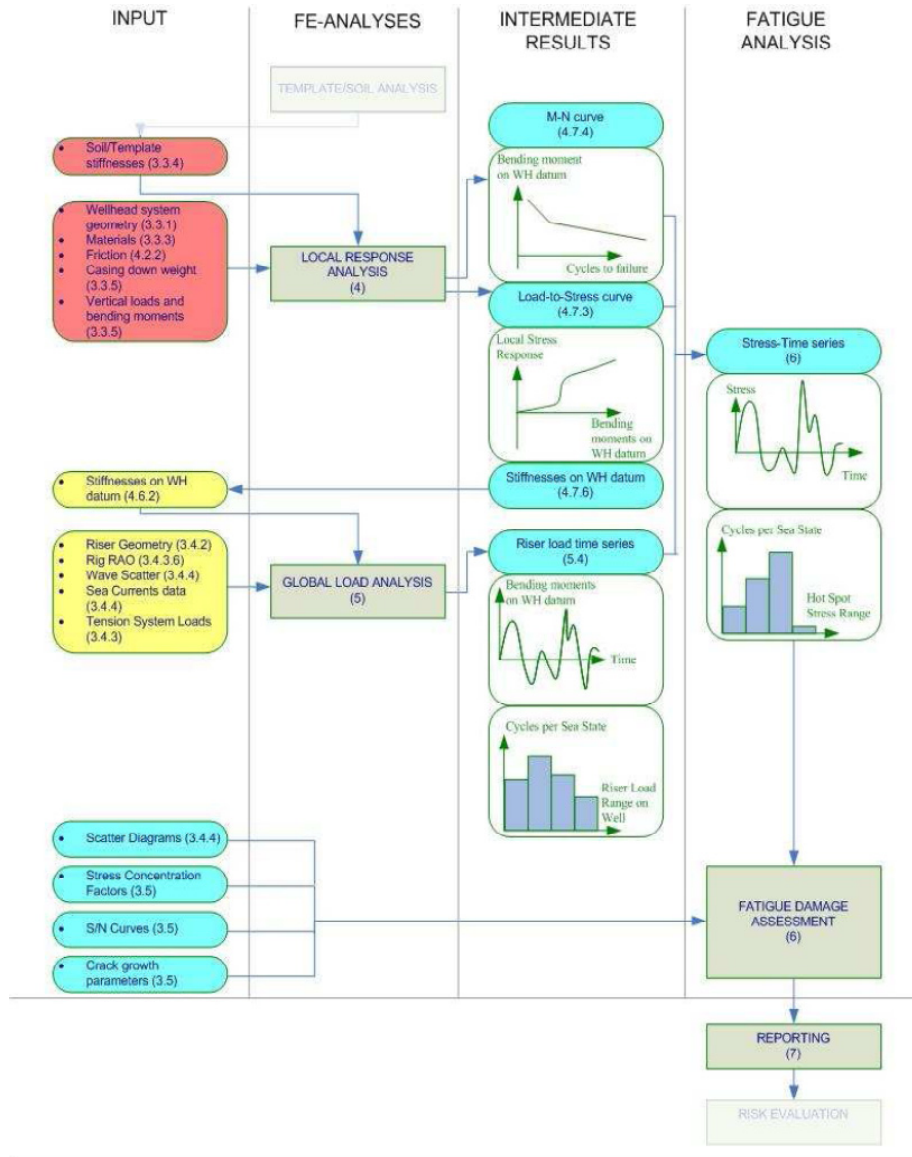 INPUT
FE-ANALYSES
INTERMEDIATE
RESULTS
FATIGUE
ANALYSIS
TEMPLATE/SOIL ANALYSIS
• Soil/Template
stiffnesses (3.3.4)
• Wellhead system
geometry (3.3.1)
• Materials (3.3.3)
• Friction (4.2.2)
• Casing down weight
(3.3.5)
• Vertical loads and
bending moments
(3.3.5)
LOCAL RESPONSE
ANALYSIS
(4)
M-N curve
(4.7.4)
Bending moment
on WH datum
Cycles to failure
Load-to-Stress curve
(4.7.3)
Local Stress
Response
Bending
moments on
WH datum
Stiffnesses on WH datum
(4.7.6)
Stress-Time series
(6)
Stress
Time
Cycles per Sea State
Hot Spot
Stress Range
• Stiffnesses on WH
datum (4.6.2)
• Riser Geometry (3.4.2)
• Rig RAO (3.4.3.6)
• Wave Scatter (3.4.4)
• Sea Currents data
(3.4.4)
• Tension System Loads
(3.4.3)
GLOBAL LOAD ANALYSIS
(5)
Riser load time series
(5.4)
Bending moments
on WH datum
Time
Cycles per Sea State
Riser Load
Range on
Well
• Scatter Diagrams (3.4.4)
• Stress Concentration
Factors (3.5)
• S/N Curves (3.5)
• Crack growth
parameters (3.5)
FATIGUE DAMAGE
ASSESSMENT
(6)
REPORTING
(7)
RISK EVALUATION